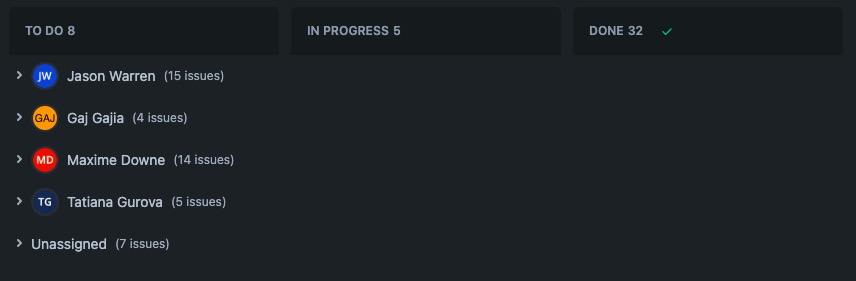 TO DO 8 IN PROGRESS 5 DONE 32
JW Jason Warren (15 issues)
GAJ Gaj Gajia (4 issues)
MD Maxime Downe (14 issues)
TG Tatiana Gurova (5 issues)
Unassigned (7 issues)